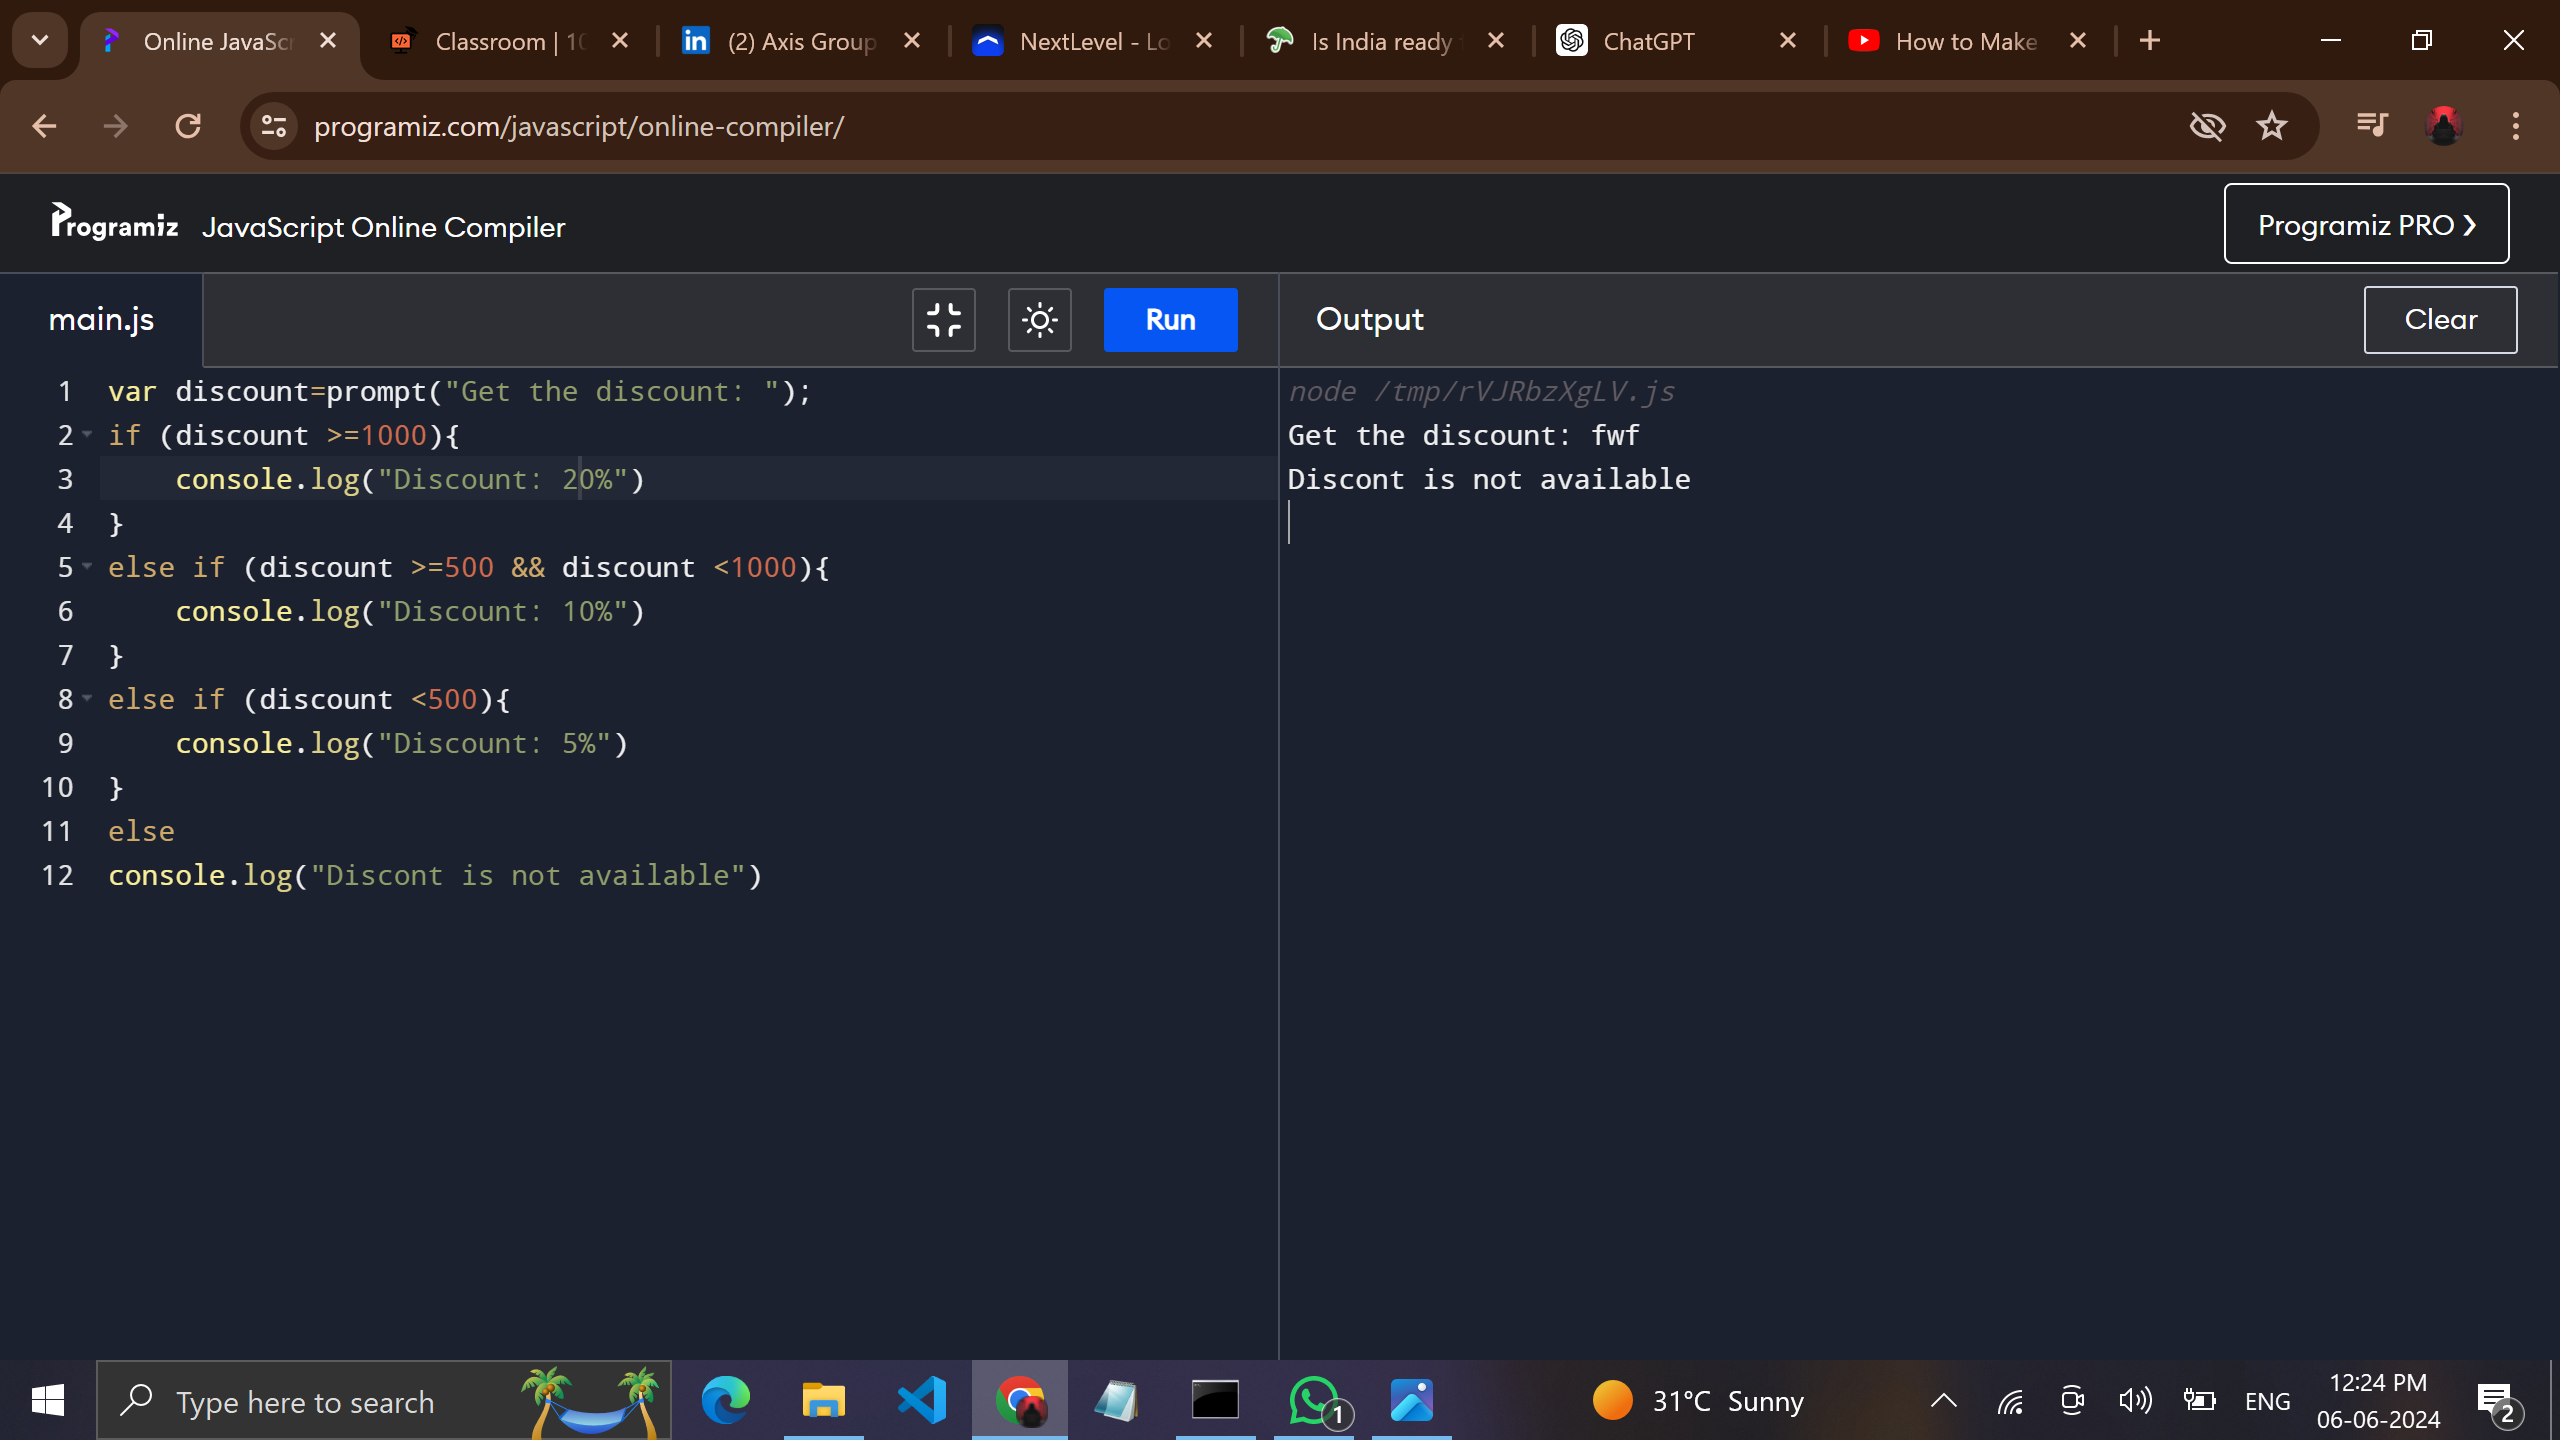 Online JavaScr
Classroom | 10
(2) Axis Group
NextLevel - Lo
Is India ready f
ChatGPT
How to Make
programiz.com/javascript/online-compiler/
Programiz JavaScript Online Compiler
Programiz PRO ❯
main.js
Run
Output
Clear
1 var discount=prompt("Get the discount: ");
2 if (discount >=1000){
3     console.log("Discount: 20%")
4 }
5 else if (discount >=500 && discount <1000){
6     console.log("Discount: 10%")
7 }
8 else if (discount <500){
9     console.log("Discount: 5%")
10 }
11 else
12 console.log("Discont is not available")
node /tmp/rVJRbzXgLV.js
Get the discount: fwf
Discont is not available
Type here to search
1
31°C Sunny
ENG
12:24 PM
06-06-2024
2